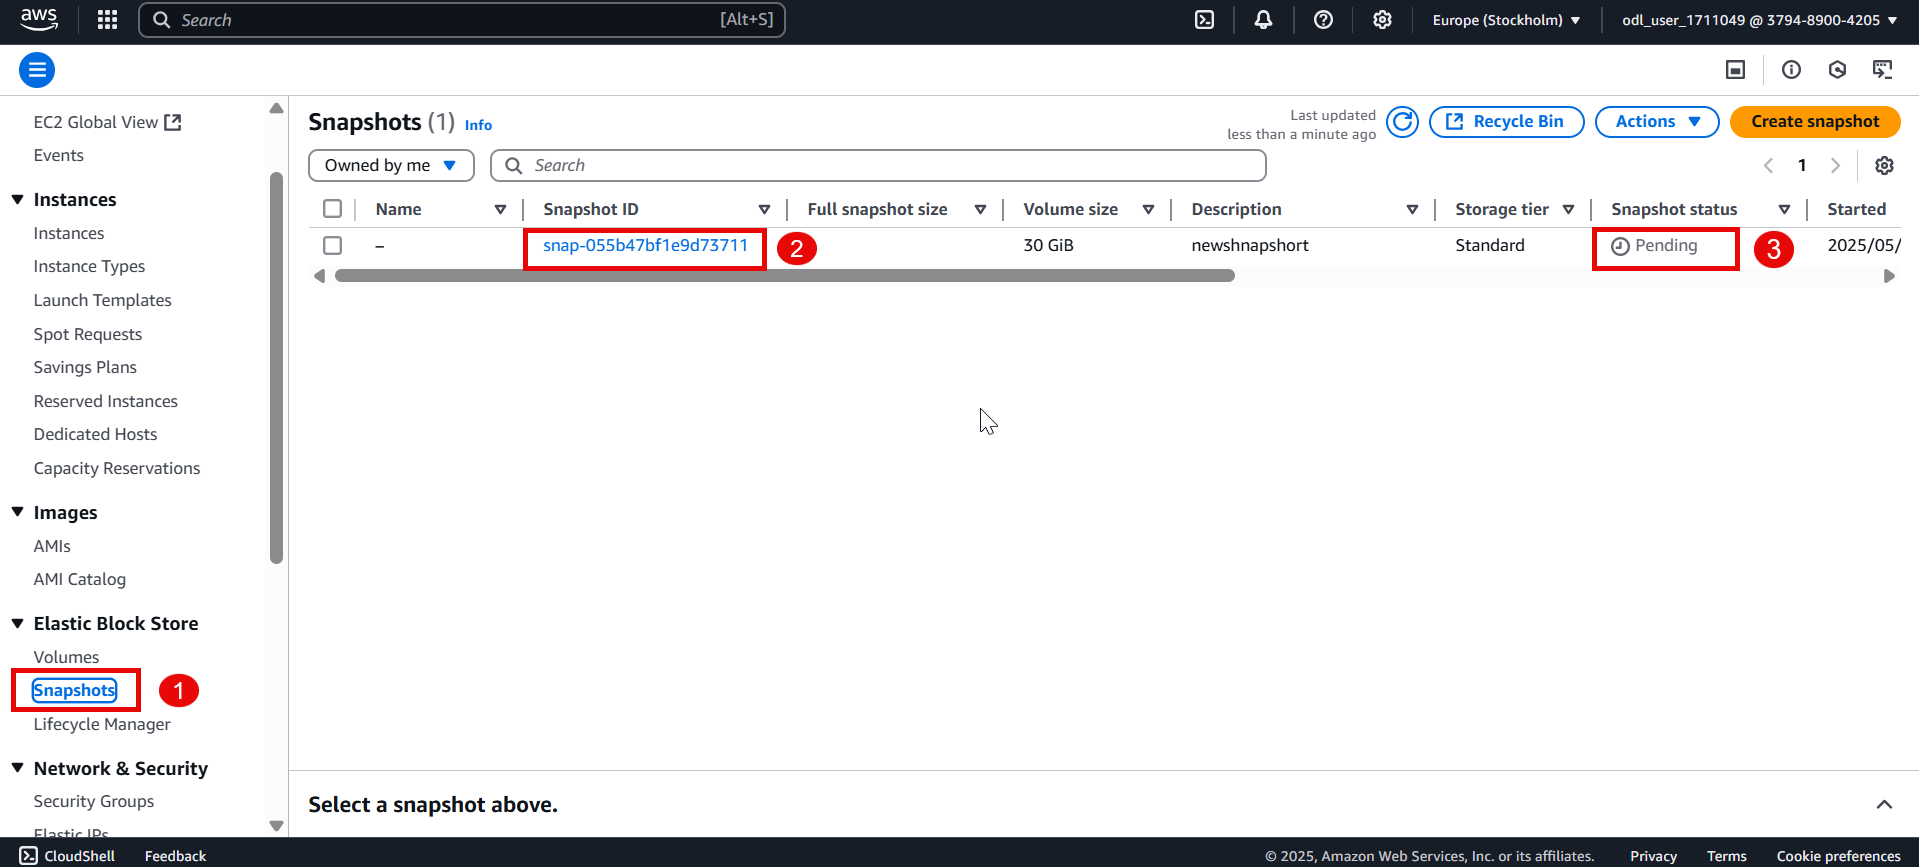 aws
Search [Alt+S]
Europe (Stockholm)
odl_user_1711049 @ 3794-8900-4205
EC2 Global View
Events
Instances
Instances
Instance Types
Launch Templates
Spot Requests
Savings Plans
Reserved Instances
Dedicated Hosts
Capacity Reservations
Images
AMIs
AMI Catalog
Elastic Block Store
Volumes
Snapshots
1
Lifecycle Manager
Network & Security
Security Groups
Elastic IPs
Snapshots (1) Info
Last updated
less than a minute ago
Recycle Bin
Actions
Create snapshot
Owned by me
Search
1
Name Snapshot ID Full snapshot size Volume size Description Storage tier Snapshot status Started
– snap-055b47bf1e9d73711 2 30 GiB newshnapshort Standard Pending 3 2025/05/
Select a snapshot above.
CloudShell Feedback © 2025, Amazon Web Services, Inc. or its affiliates. Privacy Terms Cookie preferences